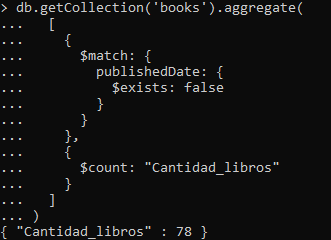 > db.getCollection('books').aggregate(
...   [
...     {
...       $match: {
...         publishedDate: {
...           $exists: false
...         }
...       }
...     },
...     {
...       $count: "Cantidad_libros"
...     }
...   ]
... )
{ "Cantidad_libros" : 78 }